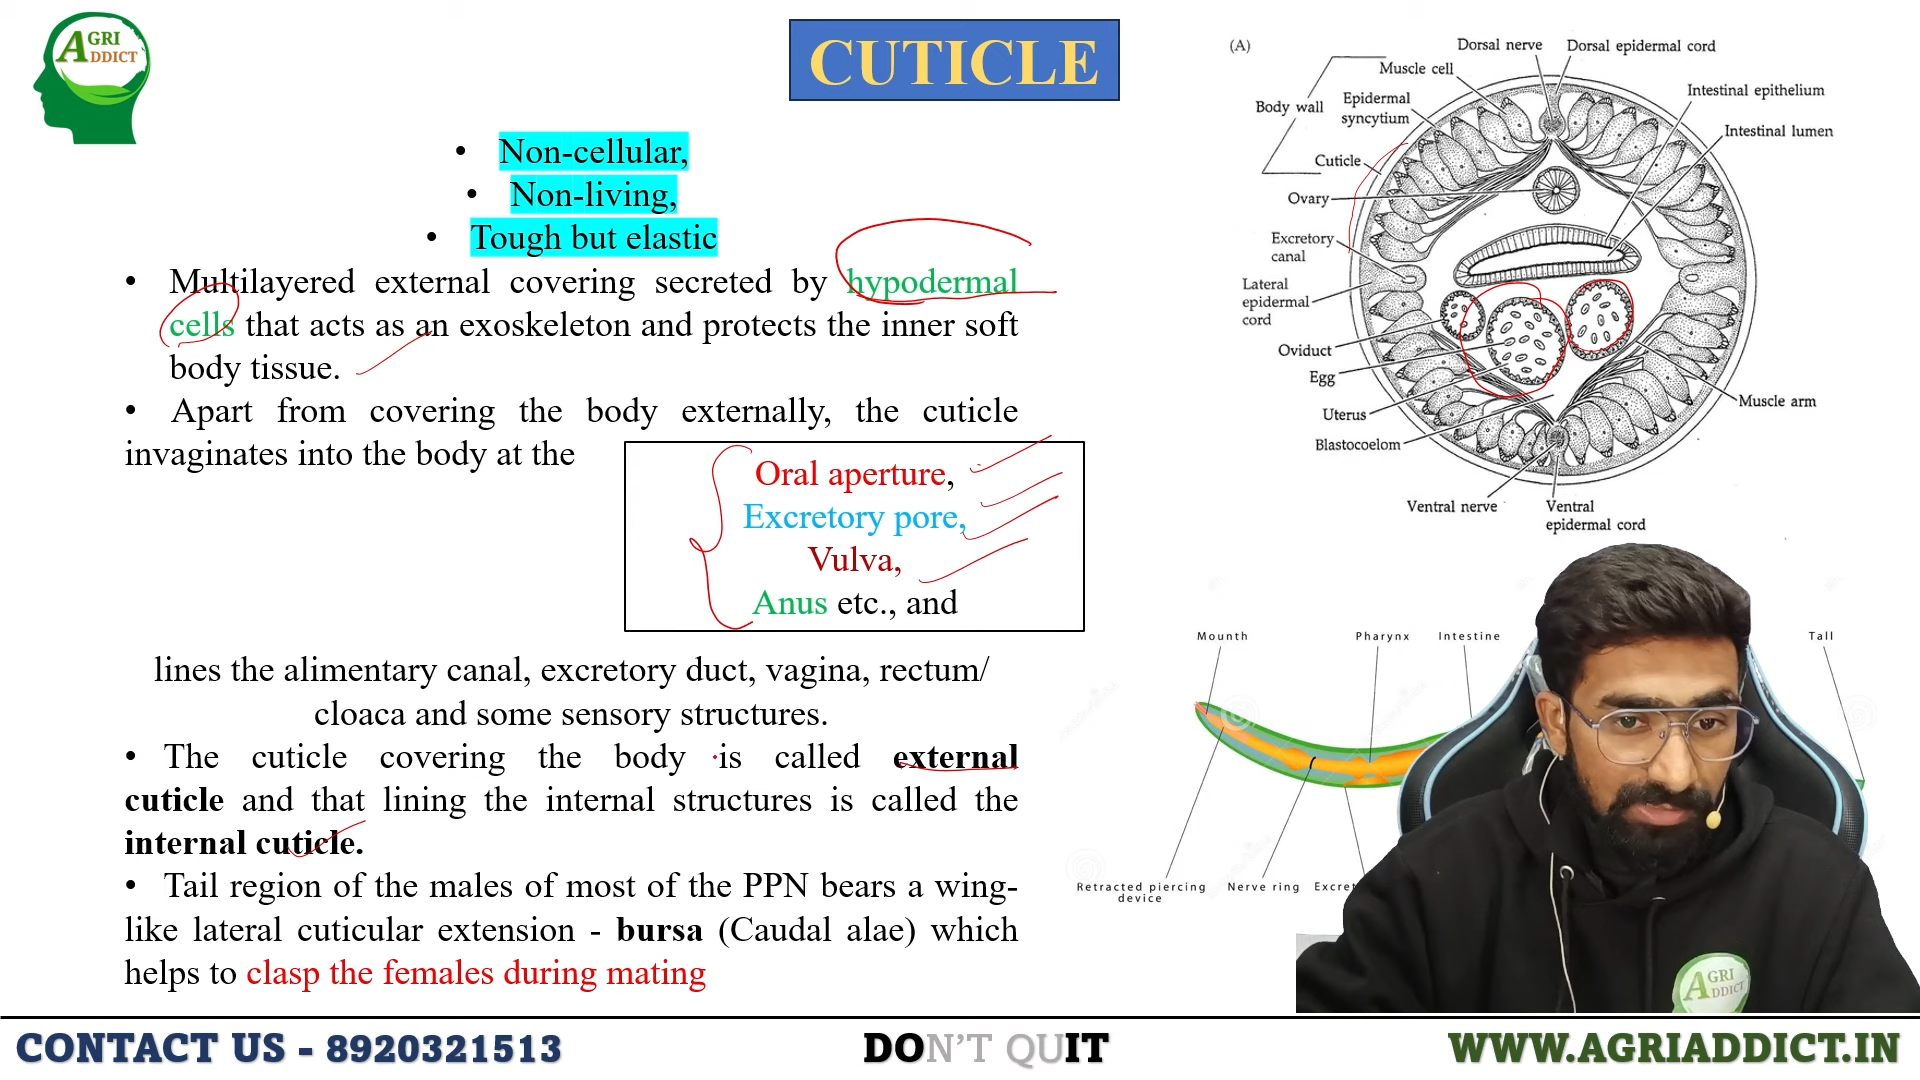 AGRI
ADDICT
CUTICLE
• Non-cellular,
• Non-living,
• Tough but elastic
• Multilayered external covering secreted by hypodermal
cells that acts as an exoskeleton and protects the inner soft
body tissue.
• Apart from covering the body externally, the cuticle
invaginates into the body at the
Oral aperture,
Excretory pore,
Vulva,
Anus etc., and
lines the alimentary canal, excretory duct, vagina, rectum/
cloaca and some sensory structures.
• The cuticle covering the body is called external
cuticle and that lining the internal structures is called the
internal cuticle.
• Tail region of the males of most of the PPN bears a wing-
like lateral cuticular extension - bursa (Caudal alae) which
helps to clasp the females during mating
(A)
Dorsal nerve
Dorsal epidermal cord
Muscle cell
Intestinal epithelium
Body wall
Epidermal
syncytium
Intestinal lumen
Cuticle
Ovary
Excretory
canal
Lateral
epidermal
cord
Oviduct
Egg
Muscle arm
Uterus
Blastocoelom
Ventral nerve
Ventral
epidermal cord
Mounth
Pharynx
Intestine
Tall
Retracted piercing
device
Nerve ring
Excret
AGRI
ADDICT
CONTACT US - 8920321513
DON'T QUIT
WWW.AGRIADDICT.IN